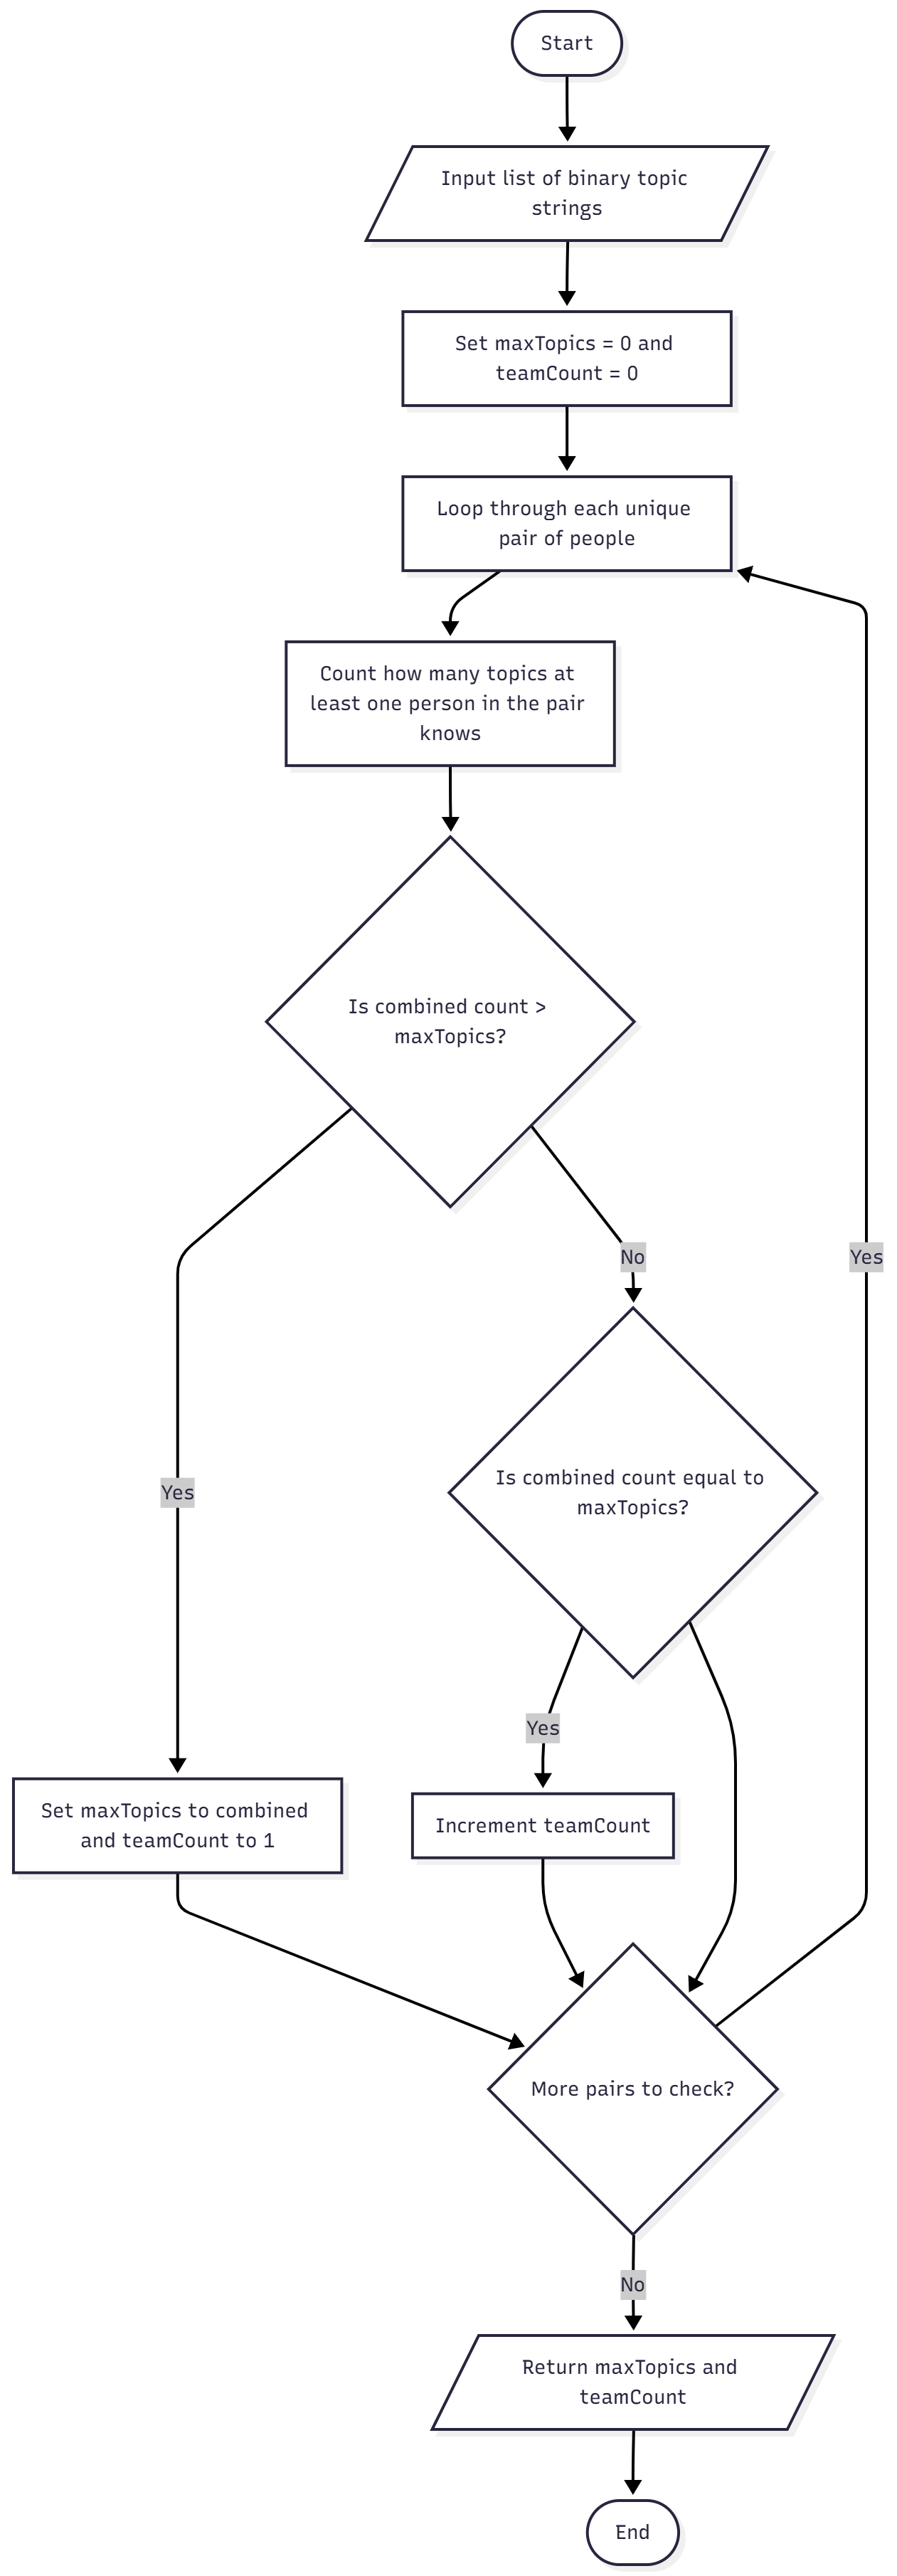 Start
Input list of binary topic
strings
Set maxTopics = 0 and
teamCount = 0
Loop through each unique
pair of people
Count how many topics at
least one person in the pair
knows
Is combined count >
maxTopics?
No
Yes
Is combined count equal to
maxTopics?
Yes
Yes
Set maxTopics to combined
and teamCount to 1
Increment teamCount
More pairs to check?
No
Return maxTopics and
teamCount
End